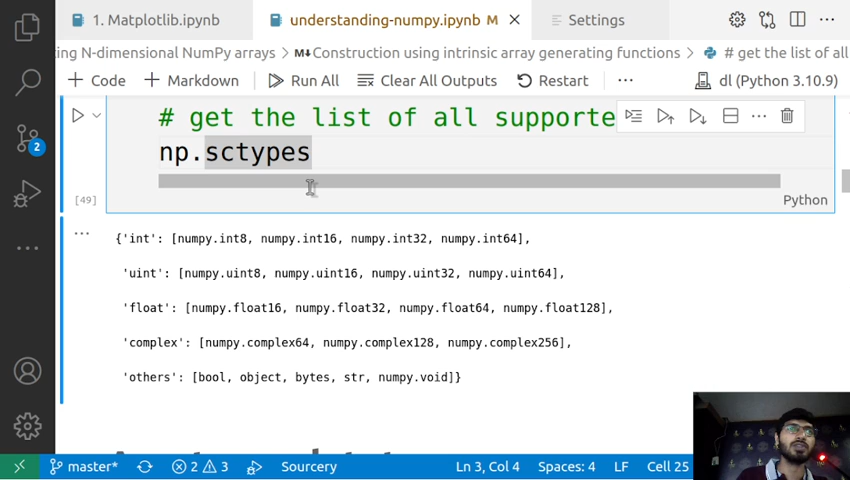 1. Matplotlib.ipynb understanding-numpy.ipynb M Settings
ing N-dimensional NumPy arrays > M↓Construction using intrinsic array generating functions > # get the list of all
+ Code + Markdown Run All Clear All Outputs Restart ... dl (Python 3.10.9)
# get the list of all supporte
np.sctypes
[49] Python
{'int': [numpy.int8, numpy.int16, numpy.int32, numpy.int64],
'uint': [numpy.uint8, numpy.uint16, numpy.uint32, numpy.uint64],
'float': [numpy.float16, numpy.float32, numpy.float64, numpy.float128],
'complex': [numpy.complex64, numpy.complex128, numpy.complex256],
'others': [bool, object, bytes, str, numpy.void]}
2
master* 2 3 Sourcery Ln 3, Col 4 Spaces: 4 LF Cell 25